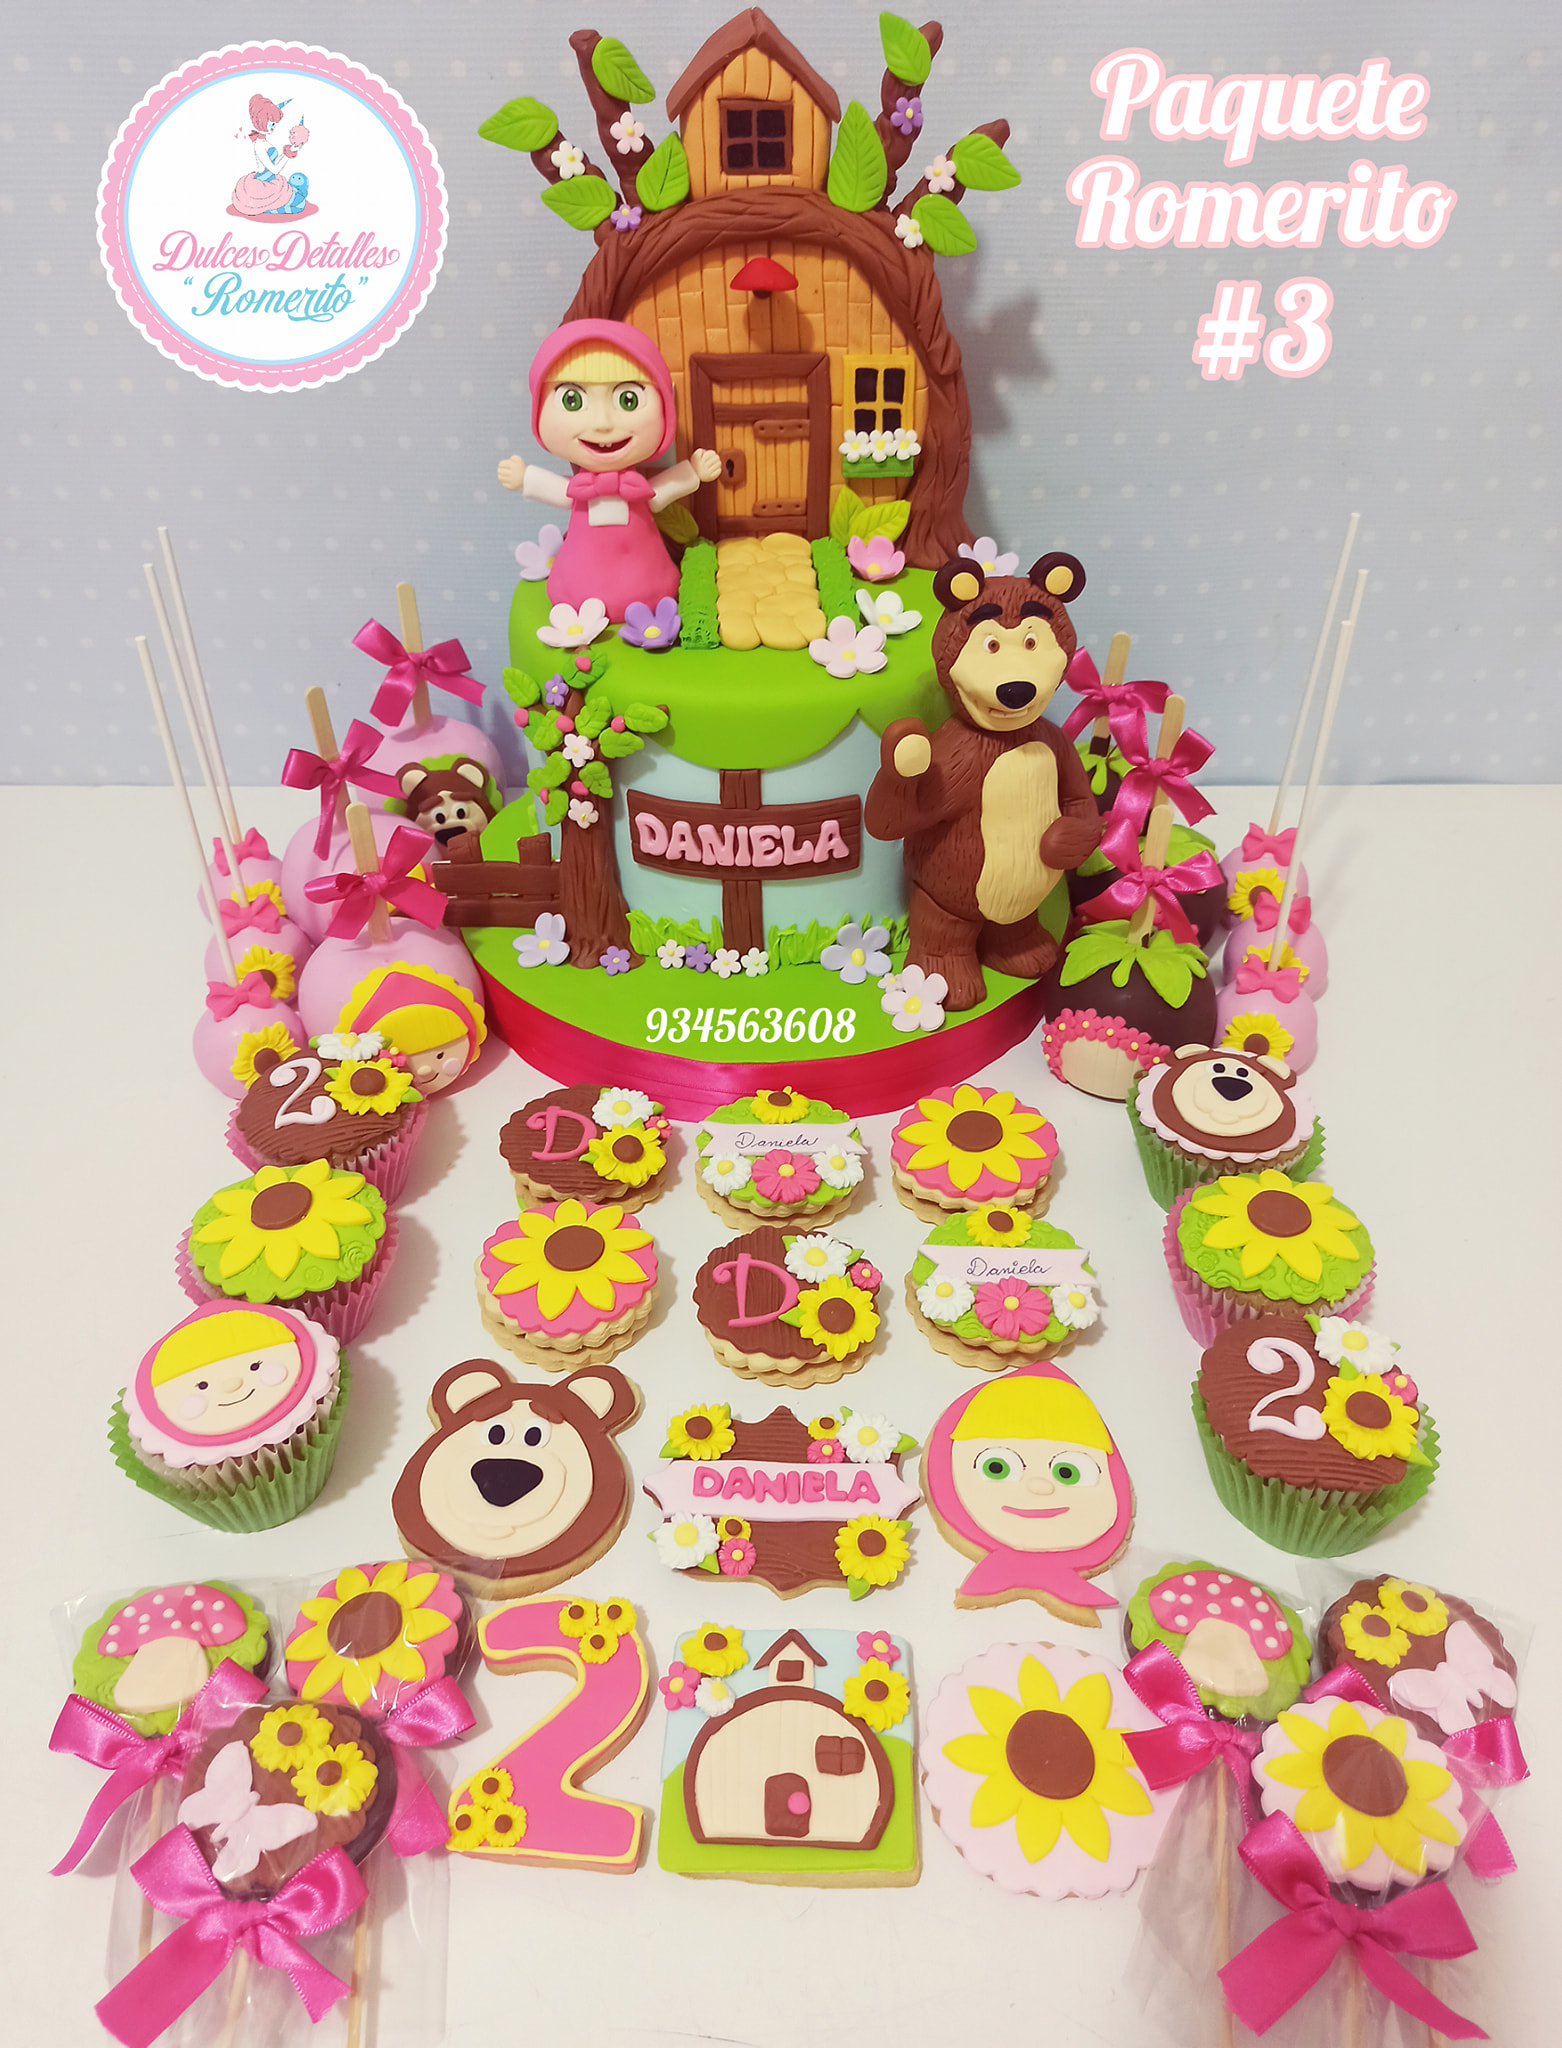 Dulces Detalles
"Romerito"
Paquete
Romerito
#3
DANIELA
934563608
2
D
Daniela
D
Daniela
2
DANIELA
2